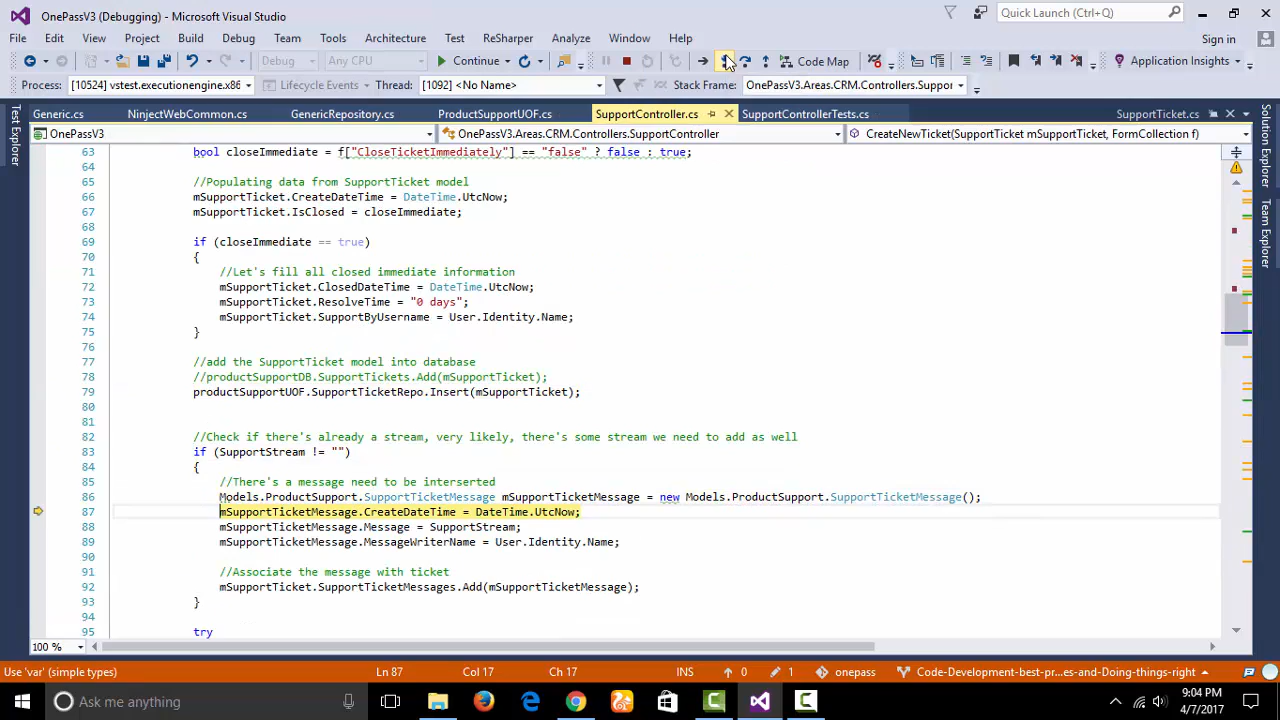 OnePassV3 (Debugging) - Microsoft Visual Studio
Quick Launch (Ctrl+Q)
File Edit View Project Build Debug Team Tools Architecture Test ReSharper Analyze Window Help
Sign in
Debug Any CPU Continue Code Map Application Insights
Process: [10524] vstest.executionengine.x86 Lifecycle Events Thread: [1092] <No Name> Stack Frame: OnePassV3.Areas.CRM.Controllers.Suppor
Generic.cs NinjectWebCommon.cs GenericRepository.cs ProductSupportUOF.cs SupportController.cs SupportControllerTests.cs SupportTicket.cs
OnePassV3 OnePassV3.Areas.CRM.Controllers.SupportController CreateNewTicket(SupportTicket mSupportTicket, FormCollection f)
Test Explorer
Solution Explorer
Team Explorer
63 bool closeImmediate = f["CloseTicketImmediately"] == "false" ? false : true;
64
65 //Populating data from SupportTicket model
66 mSupportTicket.CreateDateTime = DateTime.UtcNow;
67 mSupportTicket.IsClosed = closeImmediate;
68
69 if (closeImmediate == true)
70 {
71 //Let's fill all closed immediate information
72 mSupportTicket.ClosedDateTime = DateTime.UtcNow;
73 mSupportTicket.ResolveTime = "0 days";
74 mSupportTicket.SupportByUsername = User.Identity.Name;
75 }
76
77 //add the SupportTicket model into database
78 //productSupportDB.SupportTickets.Add(mSupportTicket);
79 productSupportUOF.SupportTicketRepo.Insert(mSupportTicket);
80
81
82 //Check if there's already a stream, very likely, there's some stream we need to add as well
83 if (SupportStream != "")
84 {
85 //There's a message need to be interserted
86 Models.ProductSupport.SupportTicketMessage mSupportTicketMessage = new Models.ProductSupport.SupportTicketMessage();
87 mSupportTicketMessage.CreateDateTime = DateTime.UtcNow;
88 mSupportTicketMessage.Message = SupportStream;
89 mSupportTicketMessage.MessageWriterName = User.Identity.Name;
90
91 //Associate the message with ticket
92 mSupportTicket.SupportTicketMessages.Add(mSupportTicketMessage);
93 }
94
95 try
100 %
Use 'var' (simple types) Ln 87 Col 17 Ch 17 INS 0 1 onepass Code-Development-best-pr...es-and-Doing-things-right
Ask me anything
9:04 PM
4/7/2017